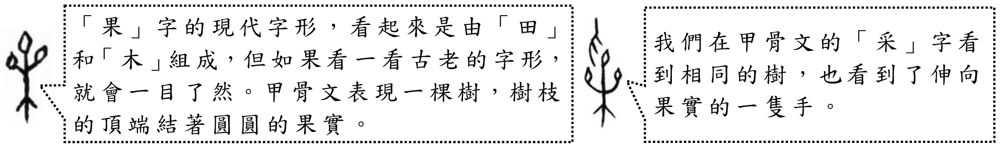 「果」字的現代字形，看起來是由「田」
和「木」組成，但如果看一看古老的字形，
就會一目了然。甲骨文表現一棵樹，樹枝
的頂端結著圓圓的果實。
我們在甲骨文的「采」字看
到相同的樹，也看到了伸向
果實的一隻手。